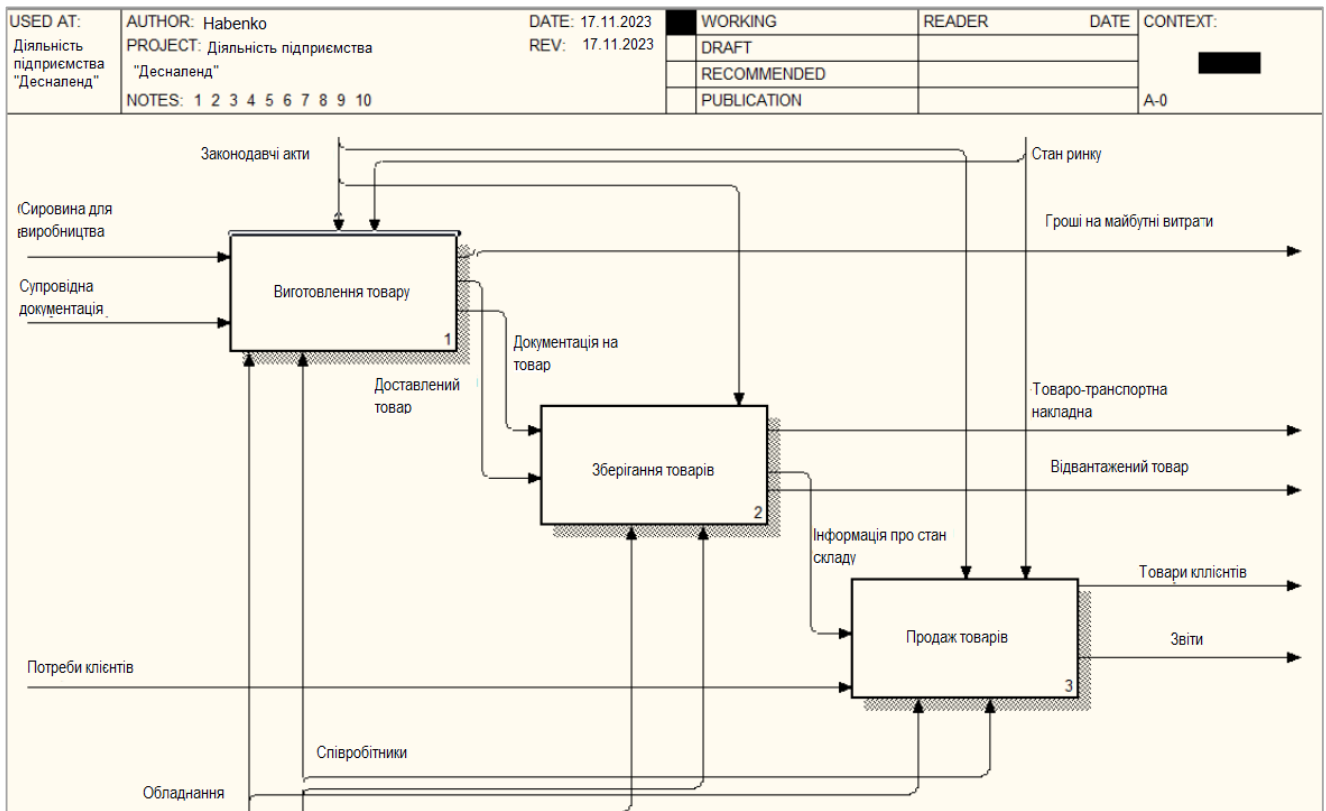 USED AT:
Діяльність
підприємства
"Десналенд"
AUTHOR: Habenko
PROJECT: Діяльність підприємства
"Десналенд"
NOTES: 1 2 3 4 5 6 7 8 9 10
DATE: 17.11.2023
REV: 17.11.2023
WORKING
DRAFT
RECOMMENDED
PUBLICATION
READER DATE
CONTEXT:
A-0
Законодавчі акти
Стан ринку
Сировина для
виробництва
Гроші на майбутні витрати
Супровідна
документація
Виготовлення товару
1
Документація на
товар
Доставлений
товар
Товаро-транспортна
накладна
Зберігання товарів
2
Відвантажений товар
Інформація про стан
складу
Товари кллієнтів
Продаж товарів
3
Звіти
Потреби клієнтів
Співробітники
Обладнання